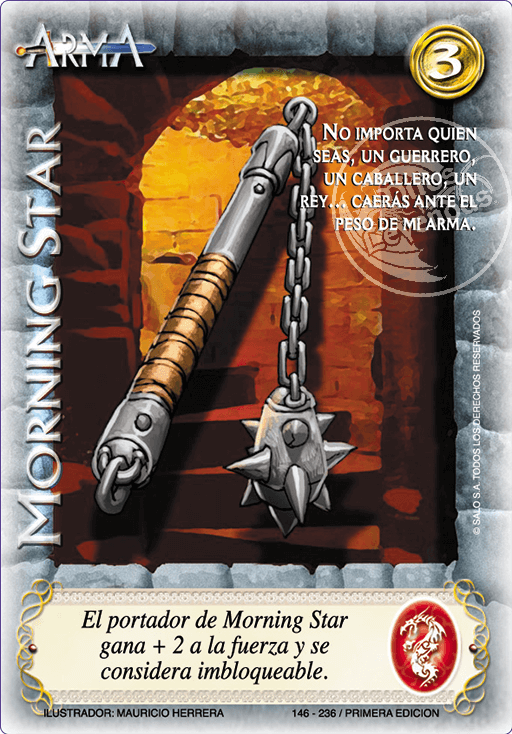 ARMA
3
MORNING STAR
NO IMPORTA QUIEN
SEAS, UN GUERRERO,
UN CABALLERO, UN
REY... CAERÁS ANTE EL
PESO DE MI ARMA.
© SALO S.A. TODOS LOS DERECHOS RESERVADOS
El portador de Morning Star
gana + 2 a la fuerza y se
considera imbloqueable.
ILUSTRADOR: MAURICIO HERRERA 146 - 236 / PRIMERA EDICION